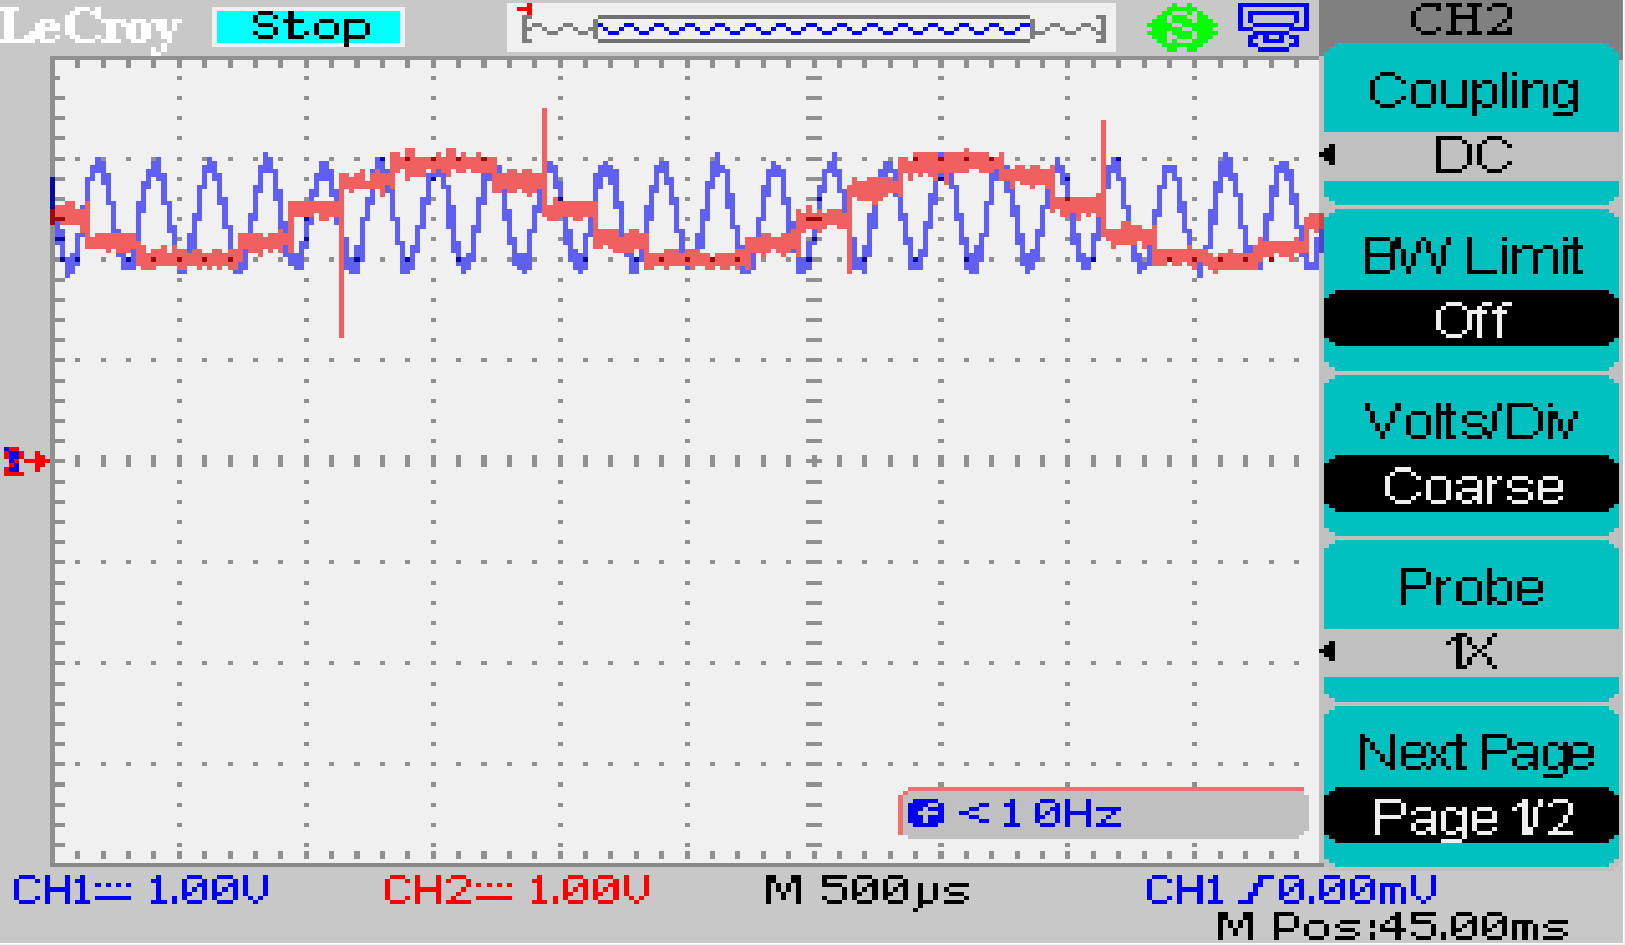 LeCroy Stop CH2
Coupling
DC
BW Limit
Off
Volts/Div
Coarse
Probe
1X
Next Page
Page 1/2
f <10Hz
CH1 1.00V CH2 1.00V M 500µs CH1 0.00mV
M Pos:45.00ms